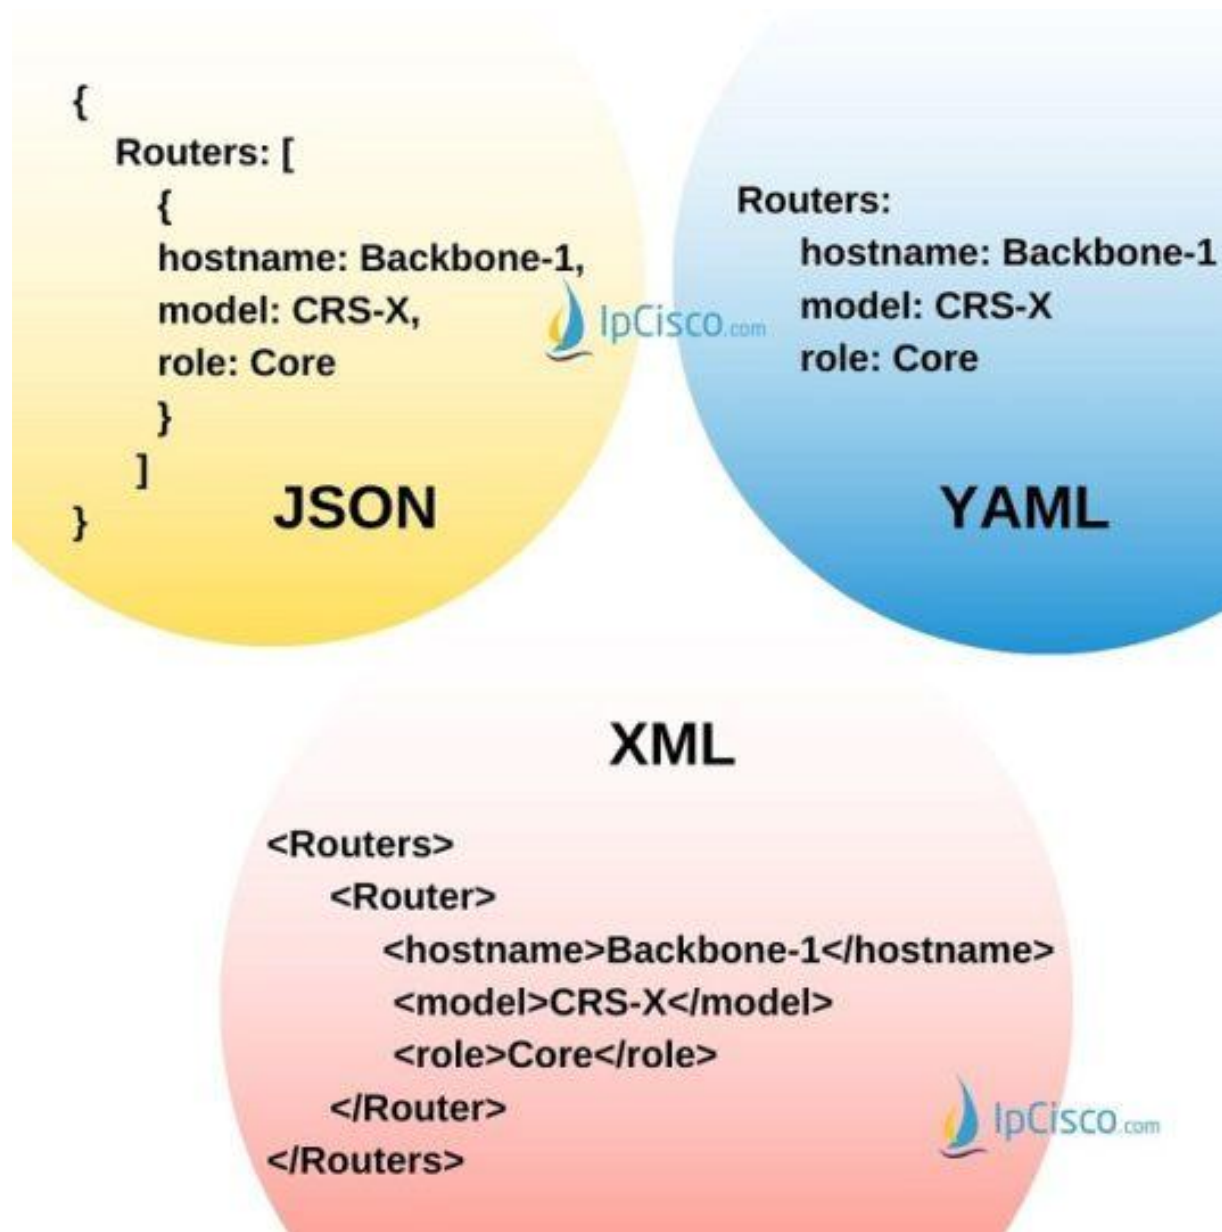 {
Routers: [
{
hostname: Backbone-1,
model: CRS-X,
role: Core
}
]
}
JSON
IpCisco.com
Routers:
hostname: Backbone-1
model: CRS-X
role: Core
YAML
XML
<Routers>
<Router>
<hostname>Backbone-1</hostname>
<model>CRS-X</model>
<role>Core</role>
</Router>
</Routers>
IpCisco.com